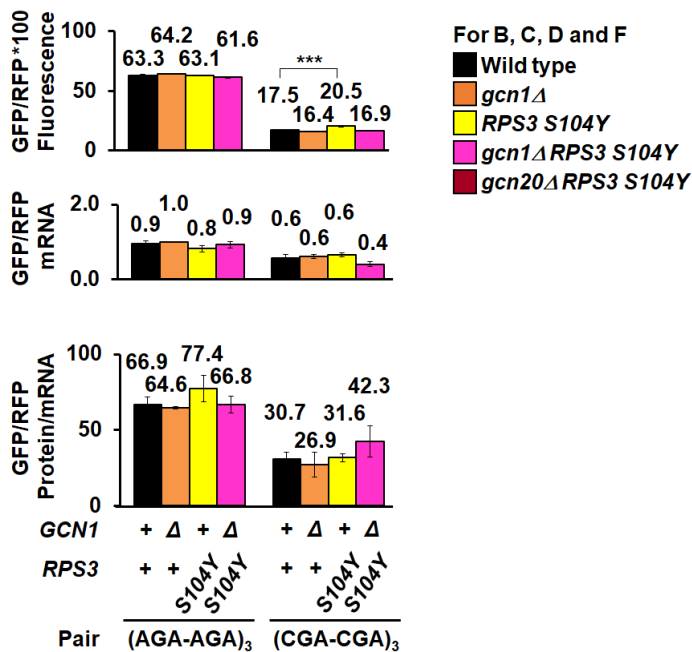 GFP/RFP*100
Fluorescence
100
50
0
63.3
64.2
63.1
61.6
17.5
16.4
20.5
16.9
***
For B, C, D and F
Wild type
gcn1Δ
RPS3 S104Y
gcn1Δ RPS3 S104Y
gcn20Δ RPS3 S104Y
GFP/RFP
mRNA
2.0
1.0
0.0
0.9
1.0
0.8
0.9
0.6
0.6
0.6
0.4
GFP/RFP
Protein/mRNA
100
50
0
66.9
64.6
77.4
66.8
30.7
26.9
31.6
42.3
GCN1 + Δ + Δ + Δ + Δ
RPS3 + + S104Y S104Y + + S104Y S104Y
Pair (AGA-AGA)3 (CGA-CGA)3